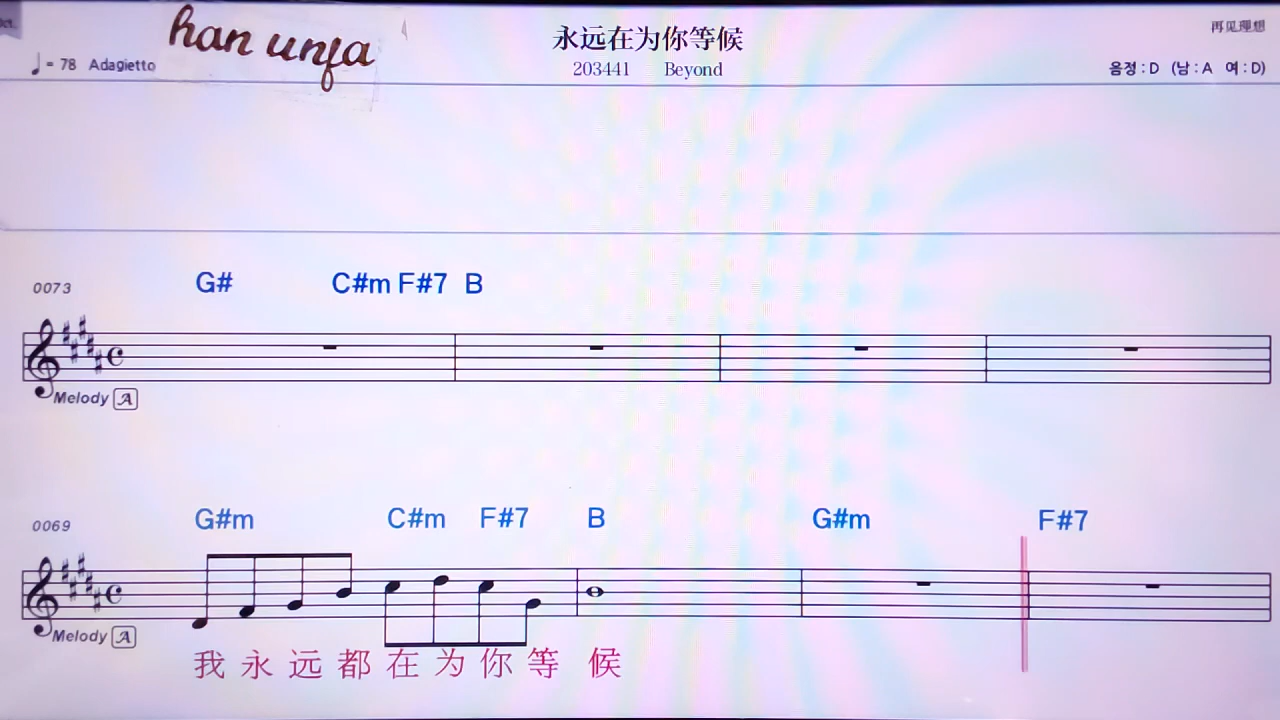 han unfa
永远在为你等候
再见理想
♩= 78 Adagietto
203441 Beyond
음정 : D (남 : A 여 : D)
G# C#m F#7 B
0073
Melody A
G#m C#m F#7 B G#m F#7
0069
Melody A
我永远都在为你等候